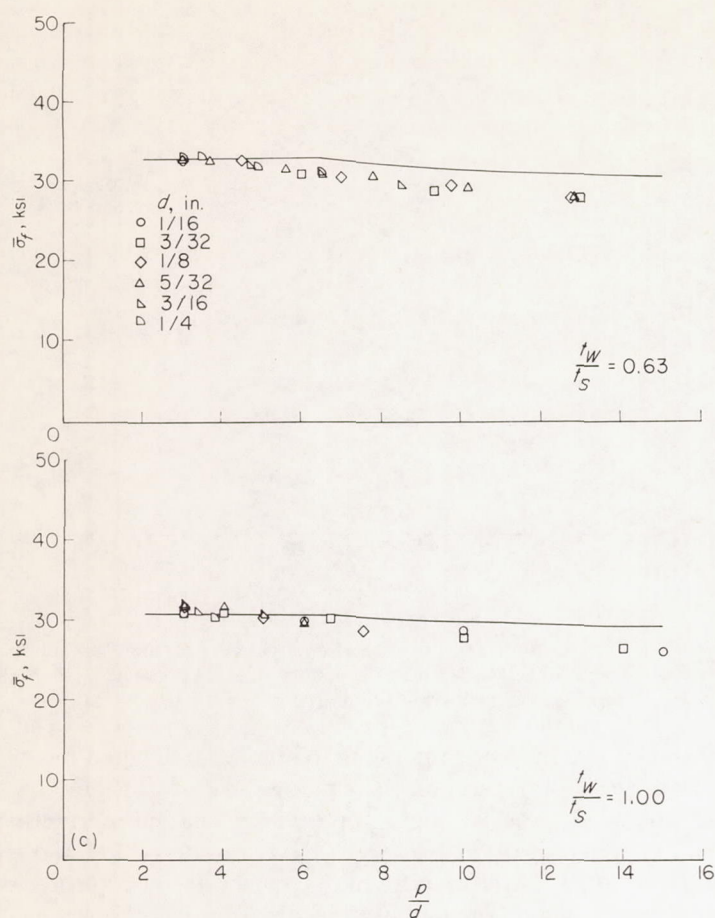 50
40
30
20
10
0
σ̄f, ksi
d, in.
1/16
3/32
1/8
5/32
3/16
1/4
tW/tS = 0.63
50
40
30
20
10
0
σ̄f, ksi
tW/tS = 1.00
(c)
2 4 6 8 10 12 14 16
p/d